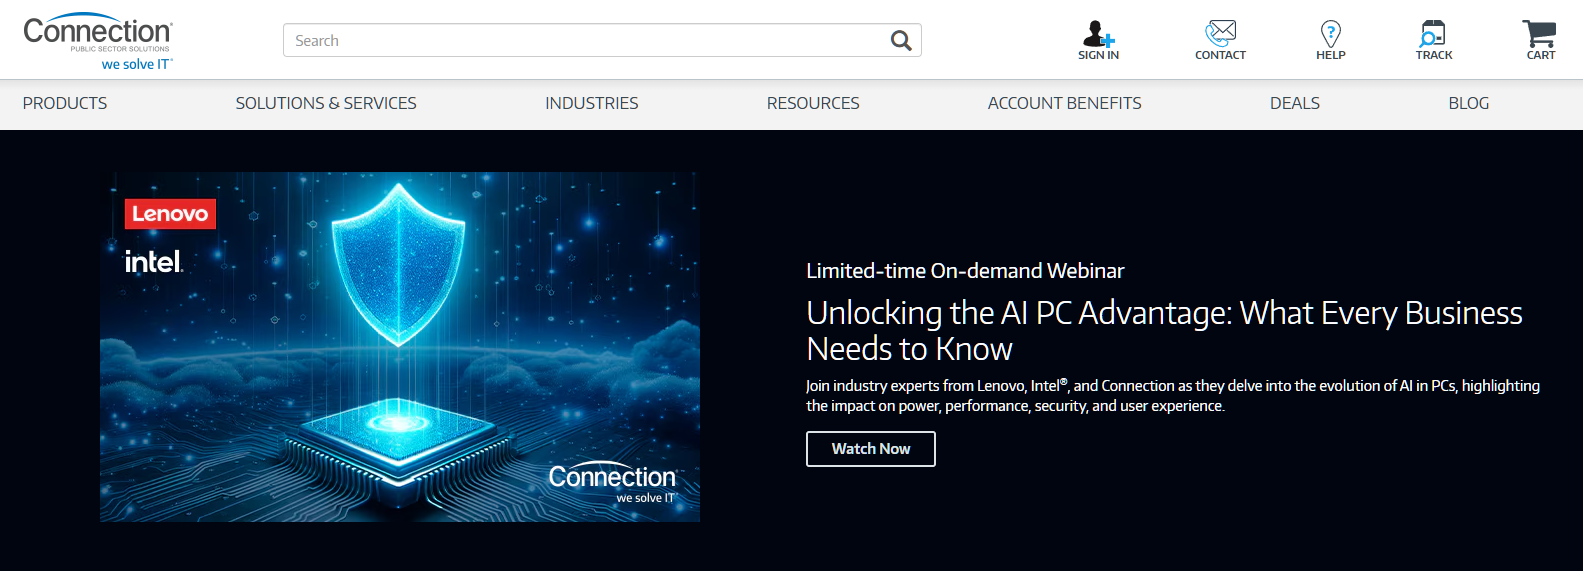 Connection®
PUBLIC SECTOR SOLUTIONS
we solve IT™
Search
SIGN IN
CONTACT
?
HELP
TRACK
CART
PRODUCTS
SOLUTIONS & SERVICES
INDUSTRIES
RESOURCES
ACCOUNT BENEFITS
DEALS
BLOG
Lenovo
intel.
Connection®
we solve IT™
Limited-time On-demand Webinar
Unlocking the AI PC Advantage: What Every Business
Needs to Know
Join industry experts from Lenovo, Intel®, and Connection as they delve into the evolution of AI in PCs, highlighting
the impact on power, performance, security, and user experience.
Watch Now